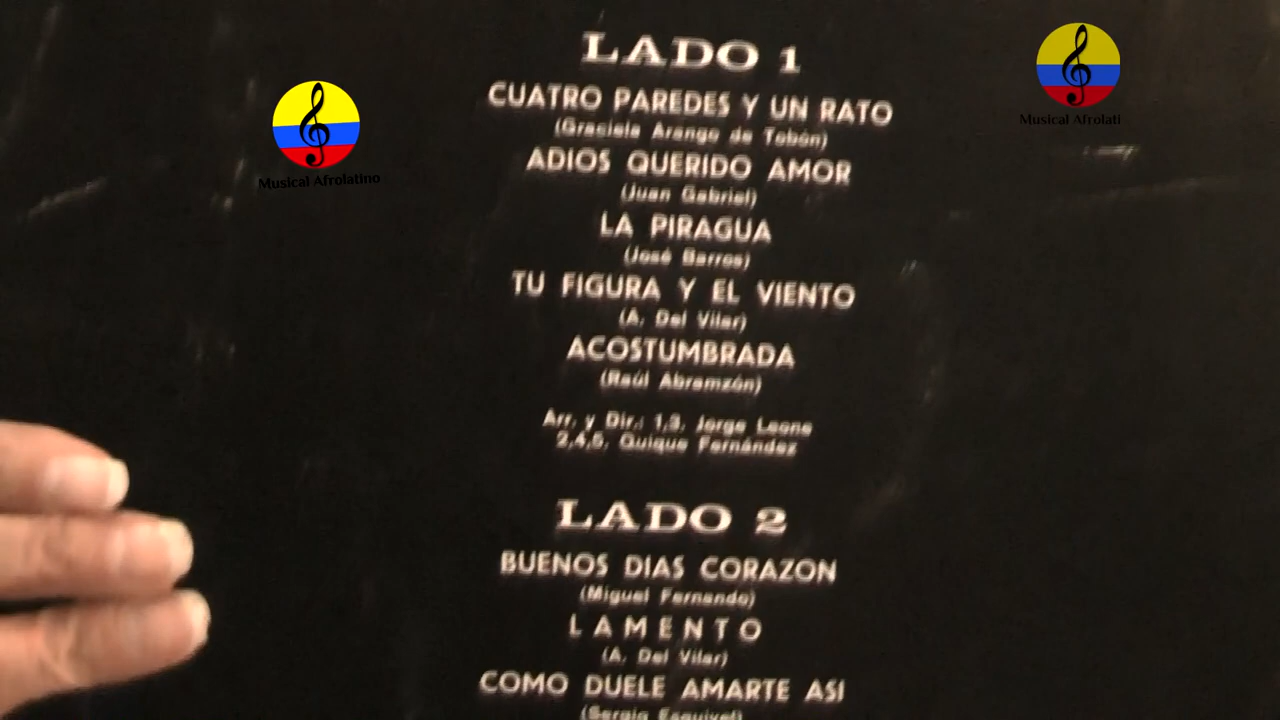 LADO 1
CUATRO PAREDES Y UN RATO
(Graciela Arango de Tobón)
ADIOS QUERIDO AMOR
(Juan Gabriel)
LA PIRAGUA
(José Barros)
TU FIGURA Y EL VIENTO
(A. Del Vilar)
ACOSTUMBRADA
(Raúl Abramzón)
Arr. y Dir.: 1,3, Jorge Leone
2,4,5, Quique Fernández
LADO 2
BUENOS DIAS CORAZON
(Miguel Fernando)
LAMENTO
(A. Del Vilar)
COMO DUELE AMARTE ASI
(Sergio Esquivel)
Musical Afrolatino
Musical Afrolati